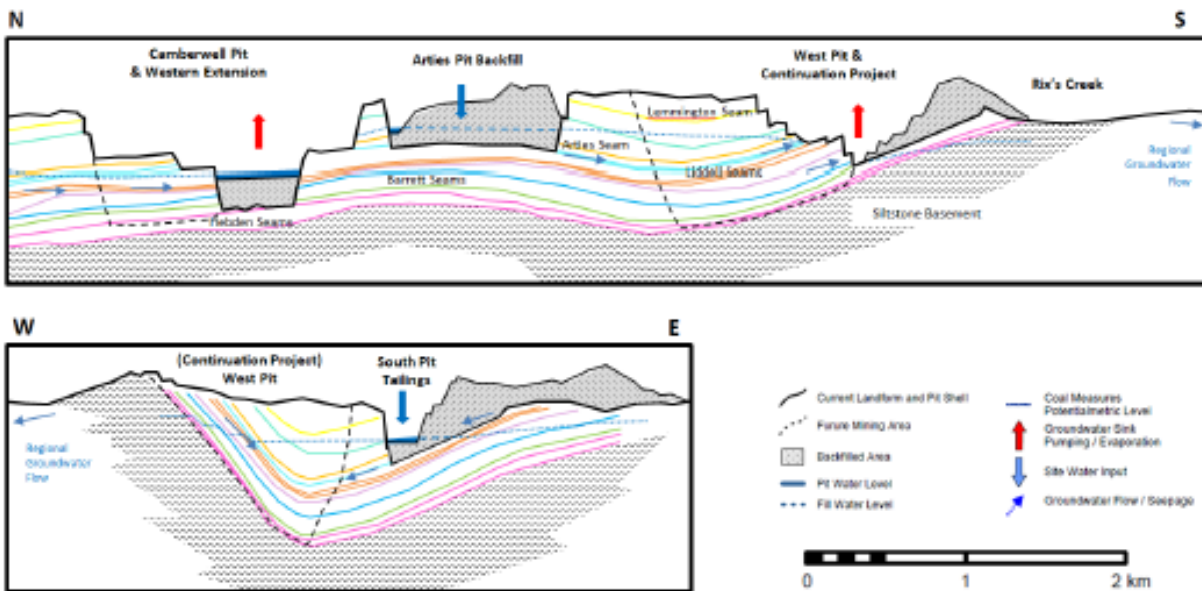 N
S
Camberwell Pit
& Western Extension
Arties Pit Backfill
West Pit &
Continuation Project
Rix's Creek
Lemmington Seam
Arties Seam
Liddell Seams
Barrett Seams
Hebden Seams
Siltstone Basement
Regional
Groundwater
Flow
W
E
(Continuation Project)
West Pit
South Pit
Tailings
Regional
Groundwater
Flow
Current Landform and Pit Shell
Future Mining Area
Backfilled Area
Pit Water Level
Fill Water Level
Coal Measures
Potentiometric Level
Groundwater Sink
Pumping / Evaporation
Site Water Input
Groundwater Flow / Seepage
0
1
2 km